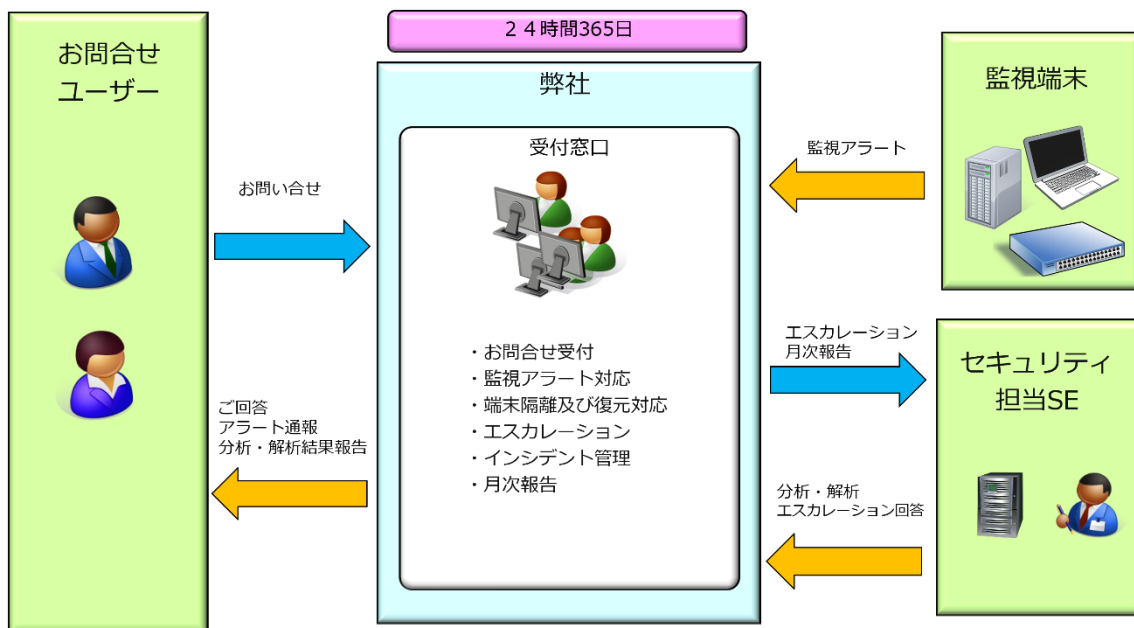 ２４時間365日
お問合せ
ユーザー
弊社
受付窓口
監視端末
監視アラート
お問い合せ
・お問合せ受付
・監視アラート対応
・端末隔離及び復元対応
・エスカレーション
・インシデント管理
・月次報告
エスカレーション
月次報告
セキュリティ
担当SE
ご回答
アラート通報
分析・解析結果報告
分析・解析
エスカレーション回答